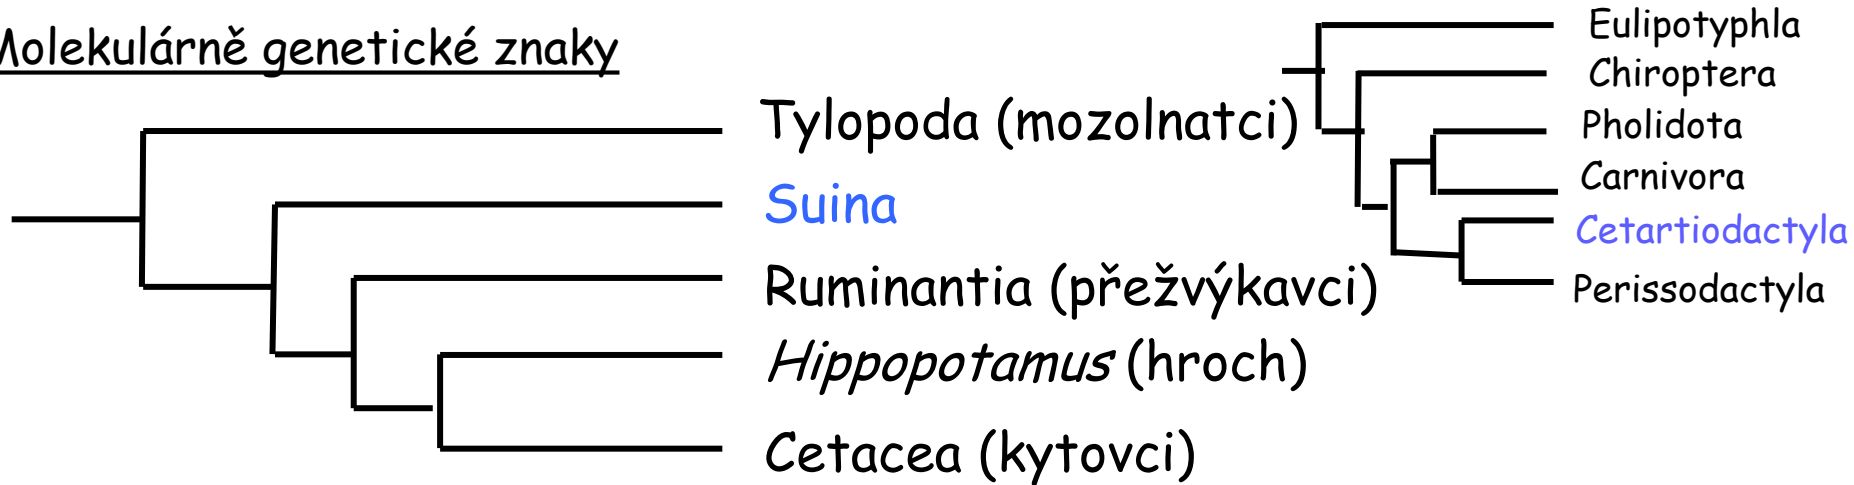 Molekulárně genetické znaky
Tylopoda (mozolnatci)
Suina
Ruminantia (přežvýkavci)
Hippopotamus (hroch)
Cetacea (kytovci)
Eulipotyphla
Chiroptera
Pholidota
Carnivora
Cetartiodactyla
Perissodactyla